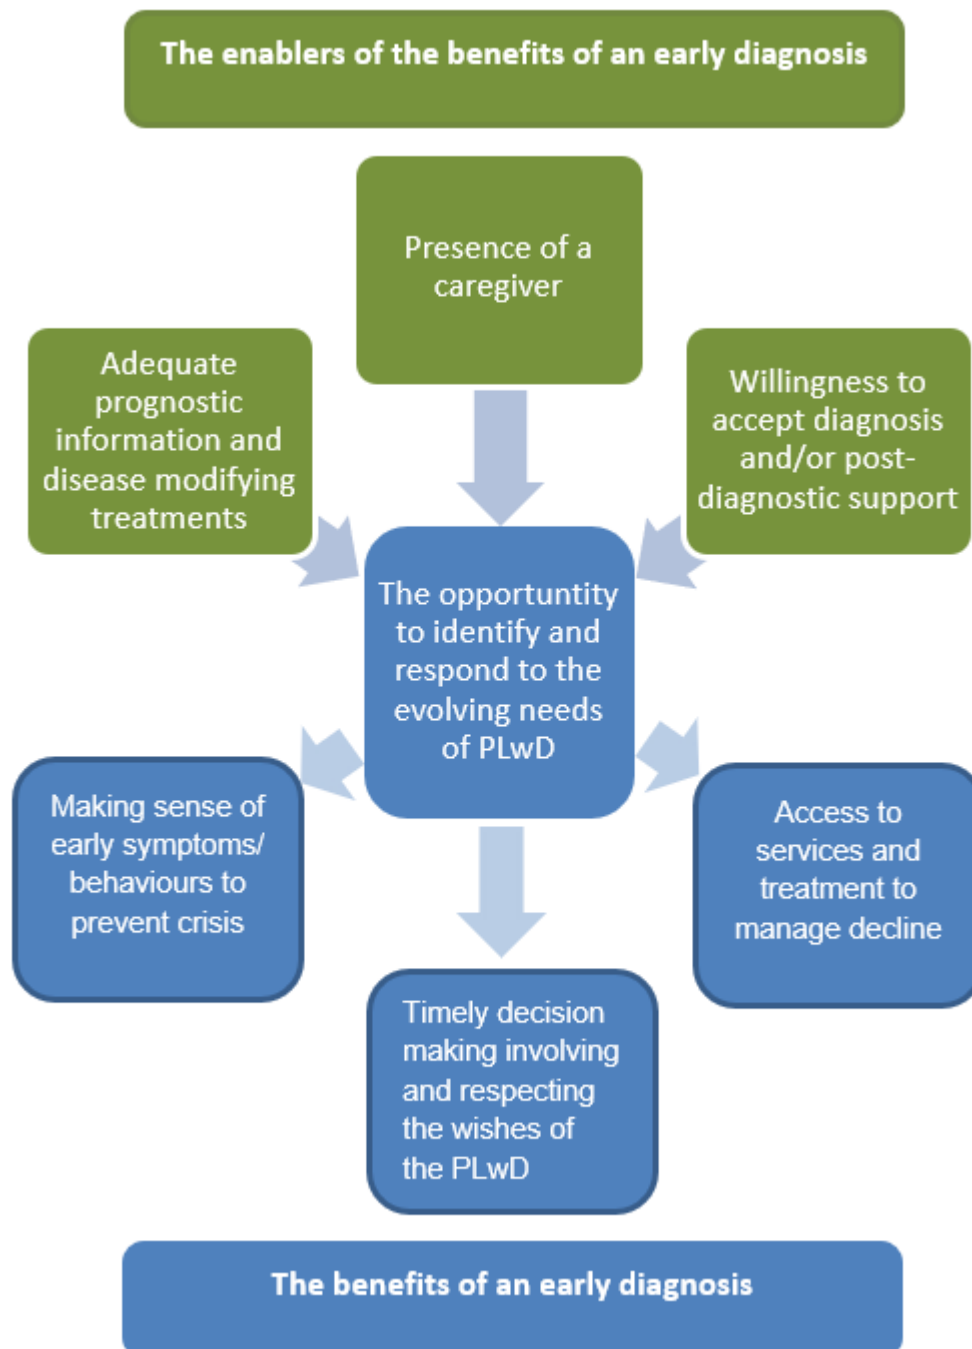 The enablers of the benefits of an early diagnosis
Presence of a
caregiver
Adequate
prognostic
information and
disease modifying
treatments
Willingness to
accept diagnosis
and/or post-
diagnostic support
The opportuntity
to identify and
respond to the
evolving needs
of PLwD
Making sense of
early symptoms/
behaviours to
prevent crisis
Access to
services and
treatment to
manage decline
Timely decision
making involving
and respecting
the wishes of
the PLwD
The benefits of an early diagnosis